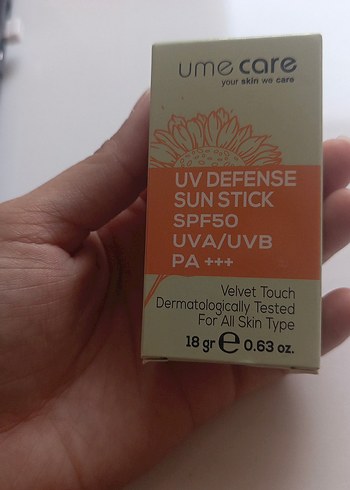 ume care
your skin we care
UV DEFENSE
SUN STICK
SPF50
UVA/UVB
PA +++
Velvet Touch
Dermatologically Tested
For All Skin Type
18 gr ℮ 0.63 oz.